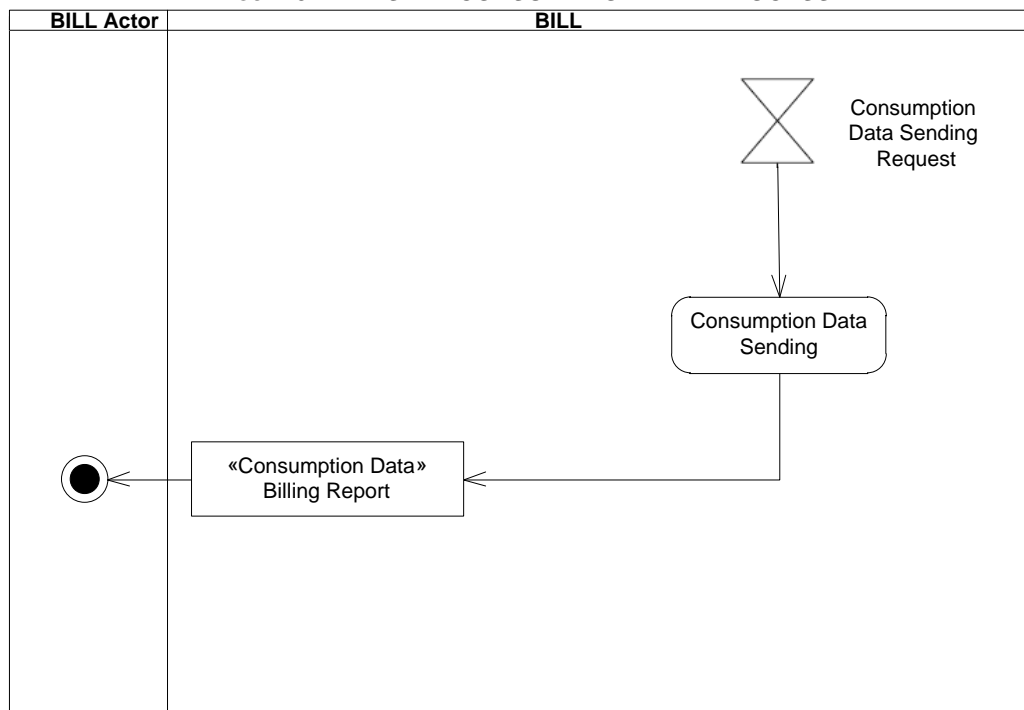 BILL Actor
BILL
Consumption
Data Sending
Request
Consumption Data
Sending
«Consumption Data»
Billing Report